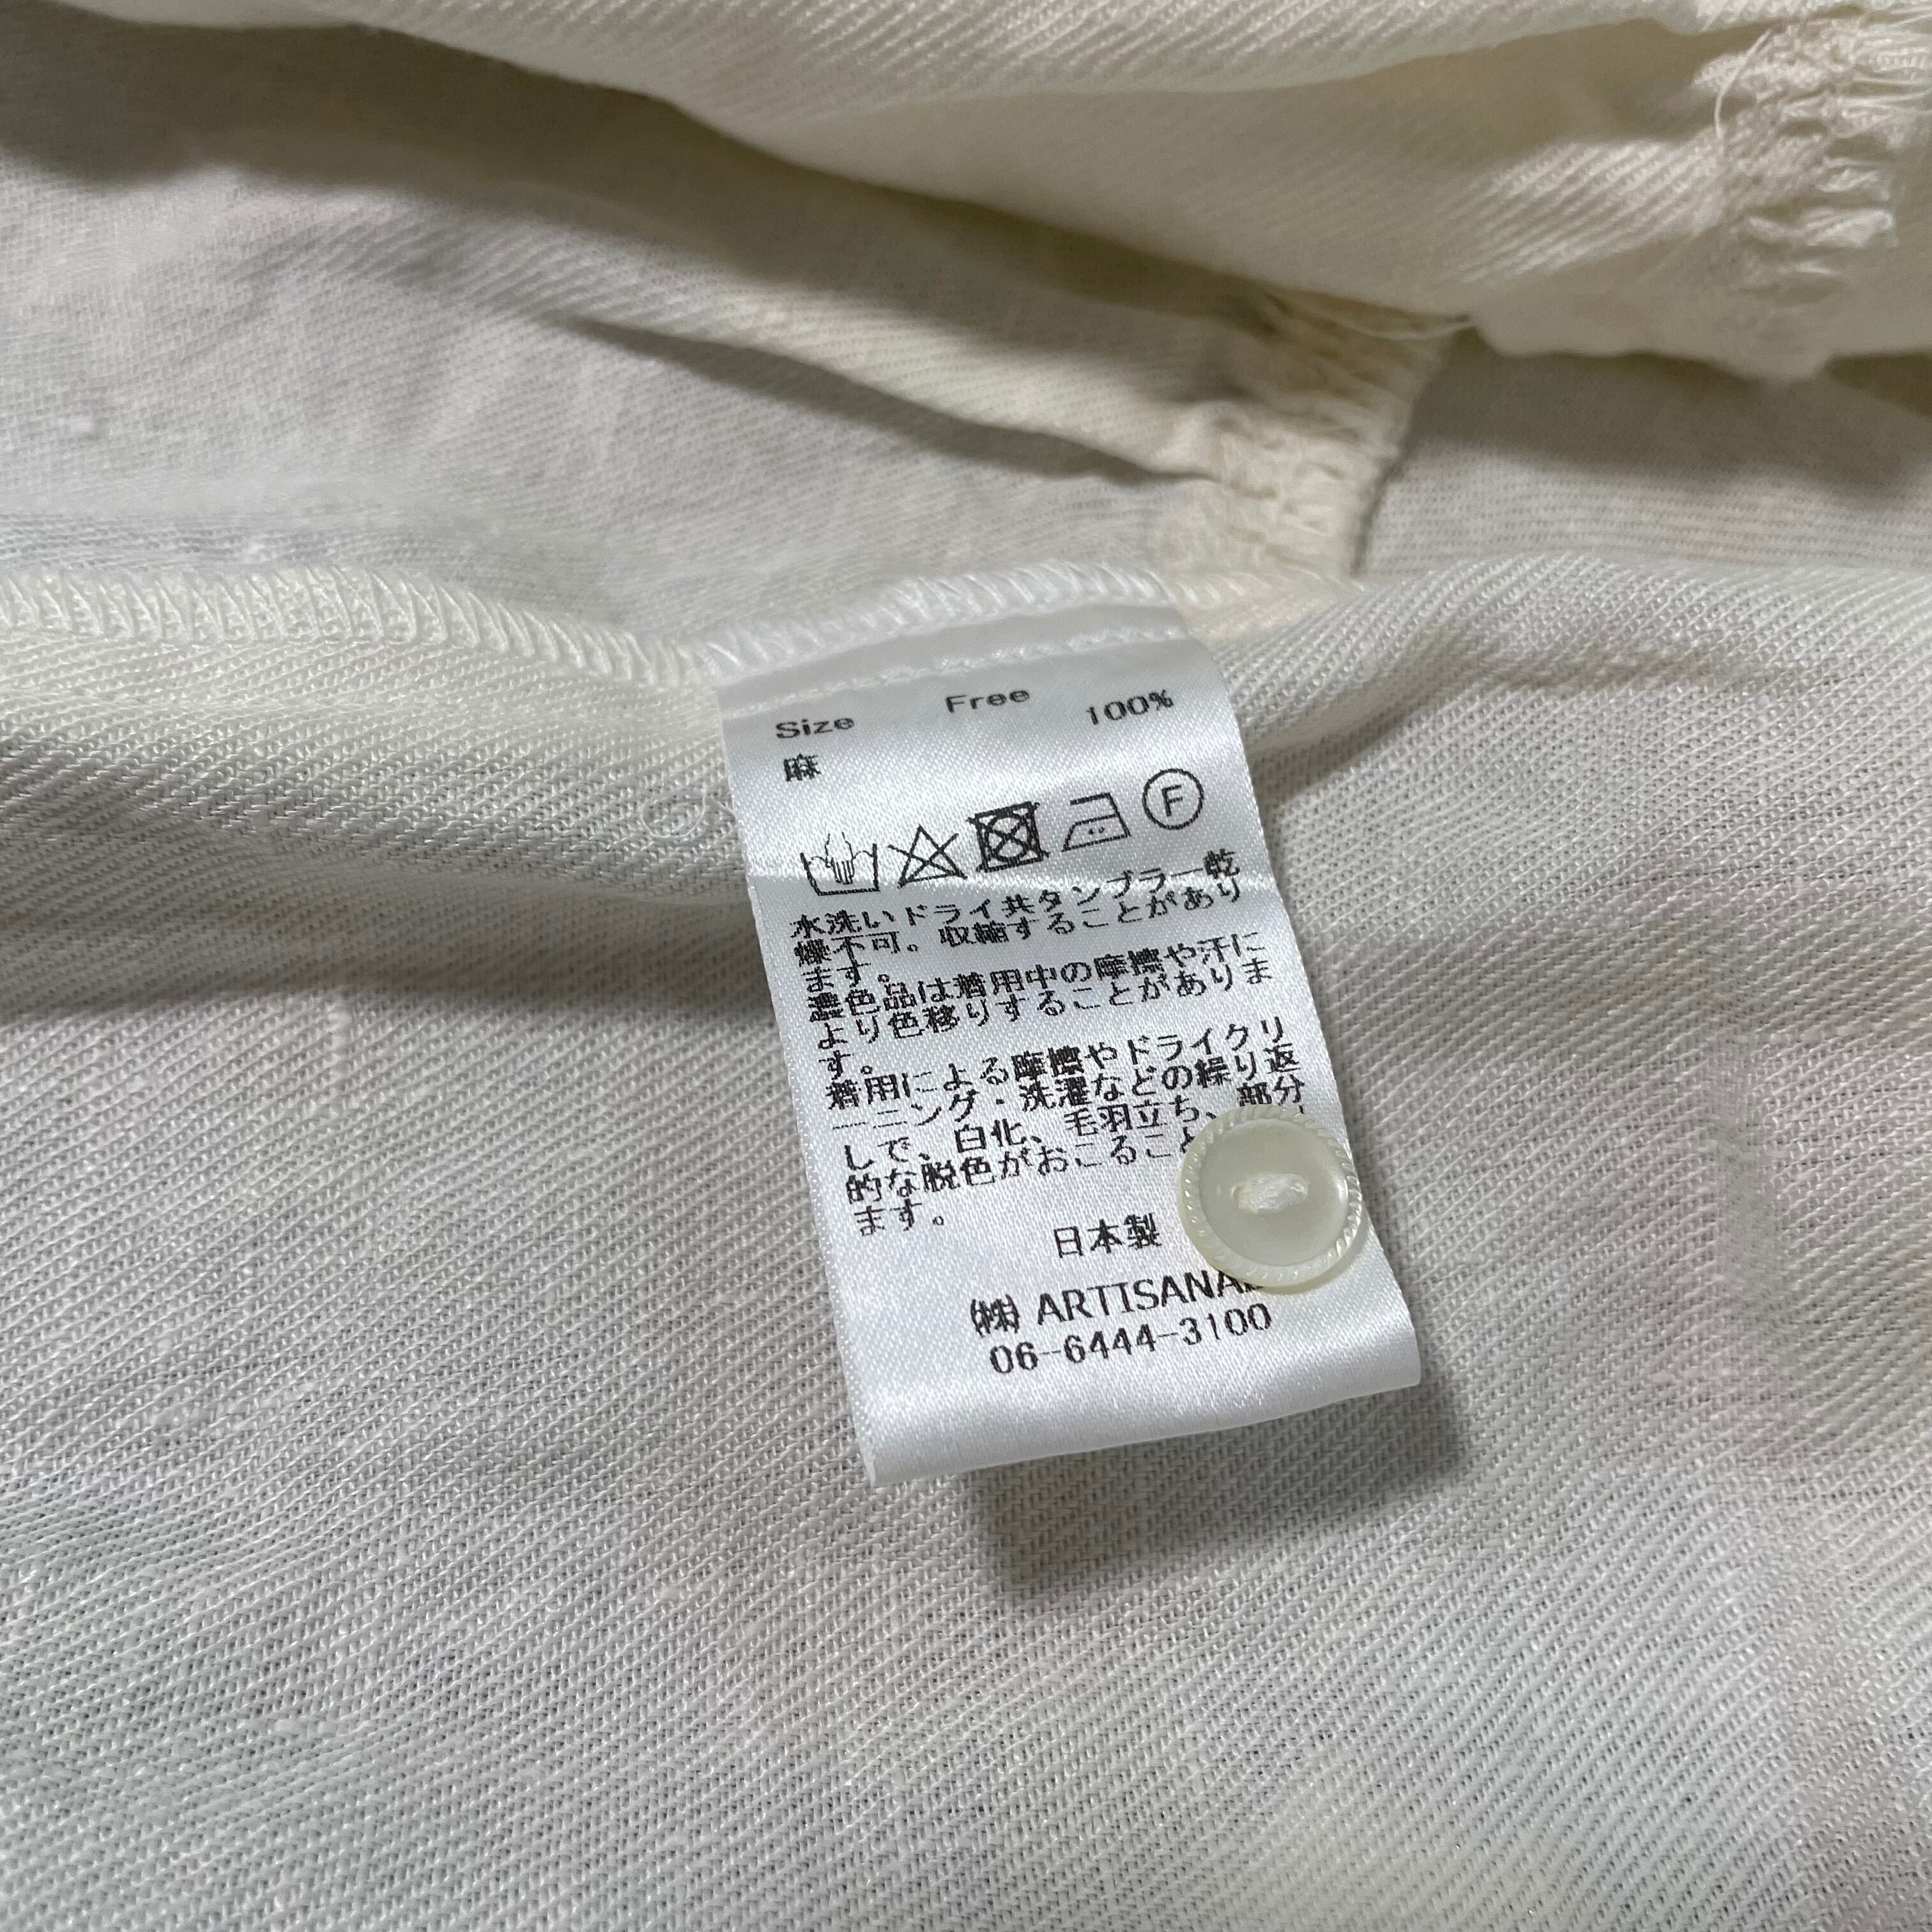 Size Free
麻 100%
F
水洗いドライ共タンブラー乾
燥不可。収縮することがあり
ます。
濃色品は着用中の摩擦や汗に
より色移りすることがありま
す。
着用による摩擦やドライクリ
ーニング・洗濯などの繰り返
しで、白化、毛羽立ち、部分
的な脱色がおこること
ます。
日本製
㈱ ARTISANAL
06-6444-3100